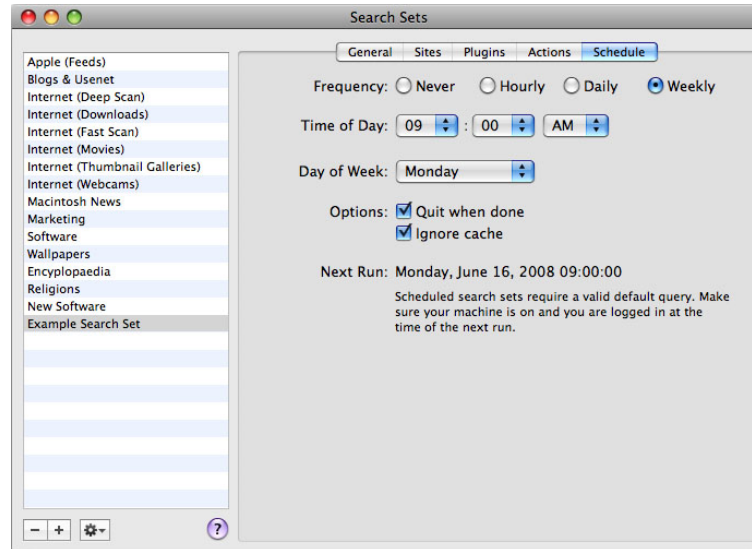 Search Sets
Apple (Feeds)
Blogs & Usenet
Internet (Deep Scan)
Internet (Downloads)
Internet (Fast Scan)
Internet (Movies)
Internet (Thumbnail Galleries)
Internet (Webcams)
Macintosh News
Marketing
Software
Wallpapers
Encyplopaedia
Religions
New Software
Example Search Set
General Sites Plugins Actions Schedule
Frequency: Never Hourly Daily Weekly
Time of Day: 09 : 00 AM
Day of Week: Monday
Options: Quit when done
Ignore cache
Next Run: Monday, June 16, 2008 09:00:00
Scheduled search sets require a valid default query. Make
sure your machine is on and you are logged in at the
time of the next run.
− + ?